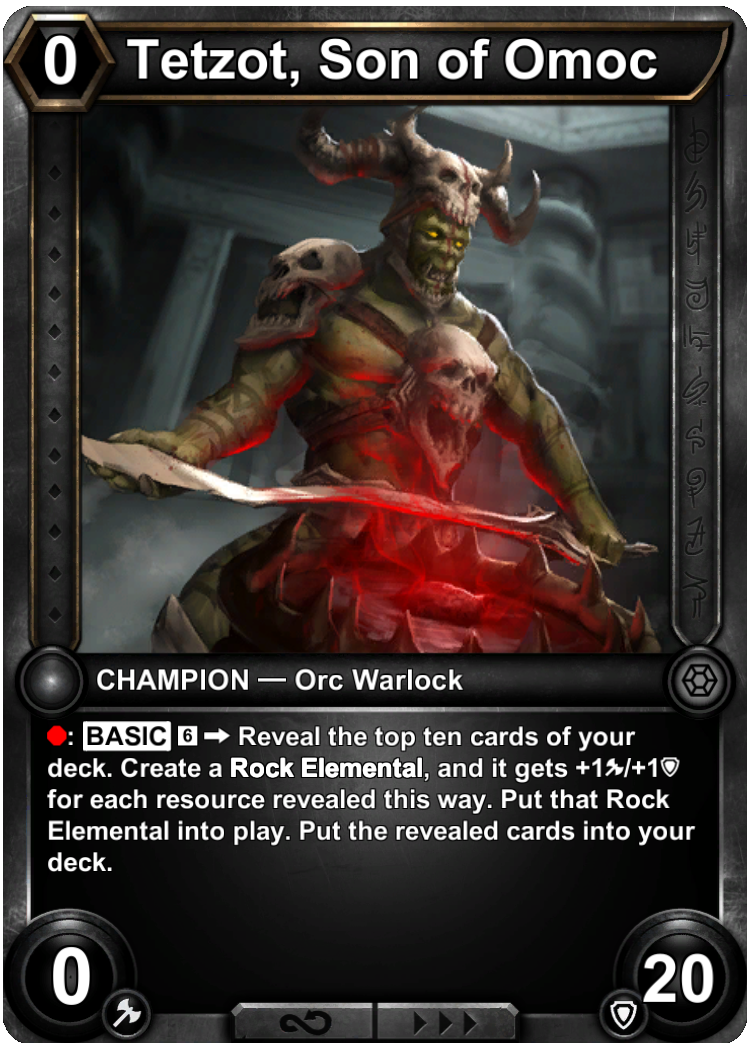 0
Tetzot, Son of Omoc
CHAMPION — Orc Warlock
: BASIC 6 ➡ Reveal the top ten cards of your
deck. Create a Rock Elemental, and it gets +1/+1
for each resource revealed this way. Put that Rock
Elemental into play. Put the revealed cards into your
deck.
0
20